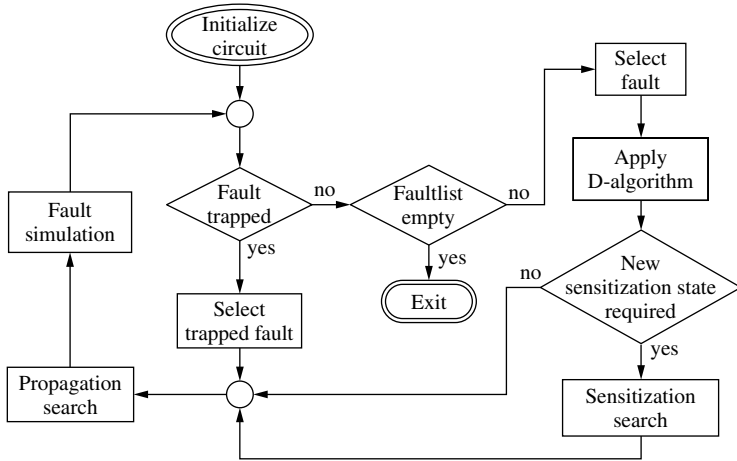 Initialize
circuit
Select
fault
Apply
D-algorithm
Fault
trapped
no
Faultlist
empty
no
Fault
simulation
yes
yes
Exit
no
New
sensitization state
required
yes
Select
trapped fault
Propagation
search
Sensitization
search